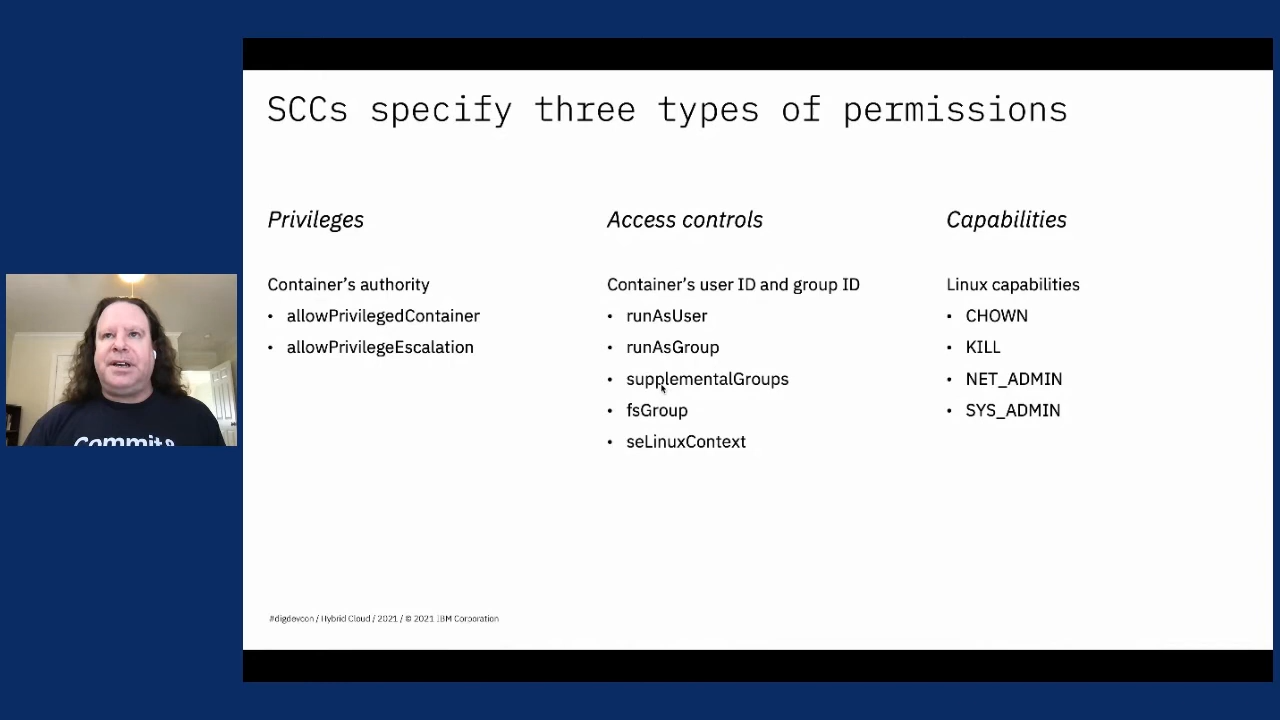 SCCs specify three types of permissions
Privileges
Container's authority
• allowPrivilegedContainer
• allowPrivilegeEscalation
Access controls
Container's user ID and group ID
• runAsUser
• runAsGroup
• supplementalGroups
• fsGroup
• seLinuxContext
Capabilities
Linux capabilities
• CHOWN
• KILL
• NET_ADMIN
• SYS_ADMIN
#digdevcon / Hybrid Cloud / 2021 / © 2021 IBM Corporation